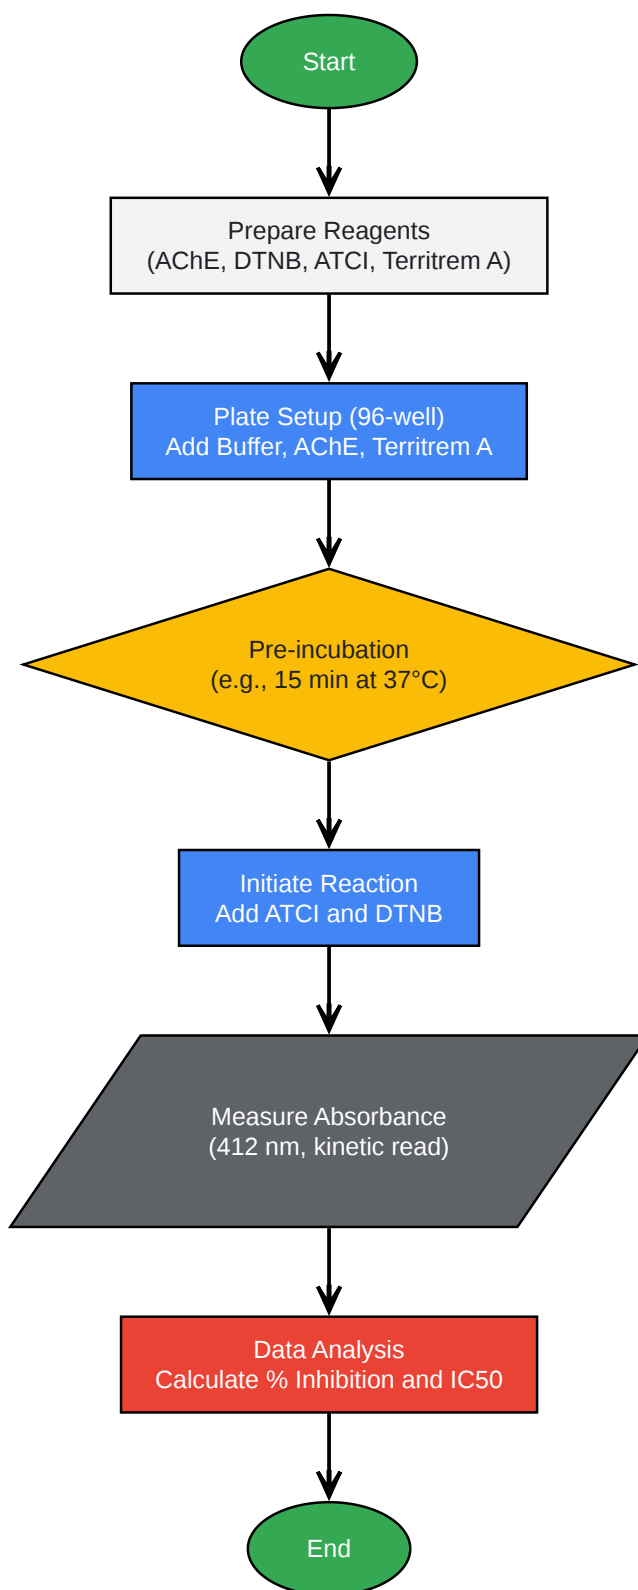 Start
Prepare Reagents
(AChE, DTNB, ATCI, Territrem A)
Plate Setup (96-well)
Add Buffer, AChE, Territrem A
Pre-incubation
(e.g., 15 min at 37°C)
Initiate Reaction
Add ATCI and DTNB
Measure Absorbance
(412 nm, kinetic read)
Data Analysis
Calculate % Inhibition and IC50
End